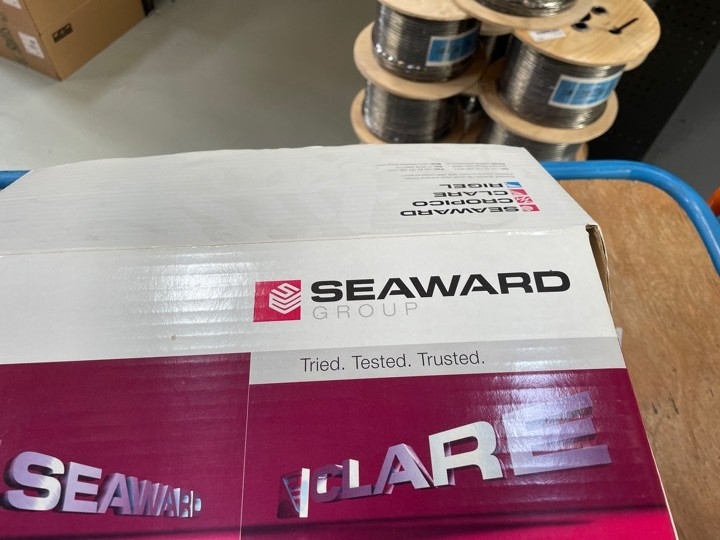 SEAWARD
CROPICO
CLARE
RIGEL
SEAWARD
GROUP
Tried. Tested. Trusted.
SEAWARD
CLARE